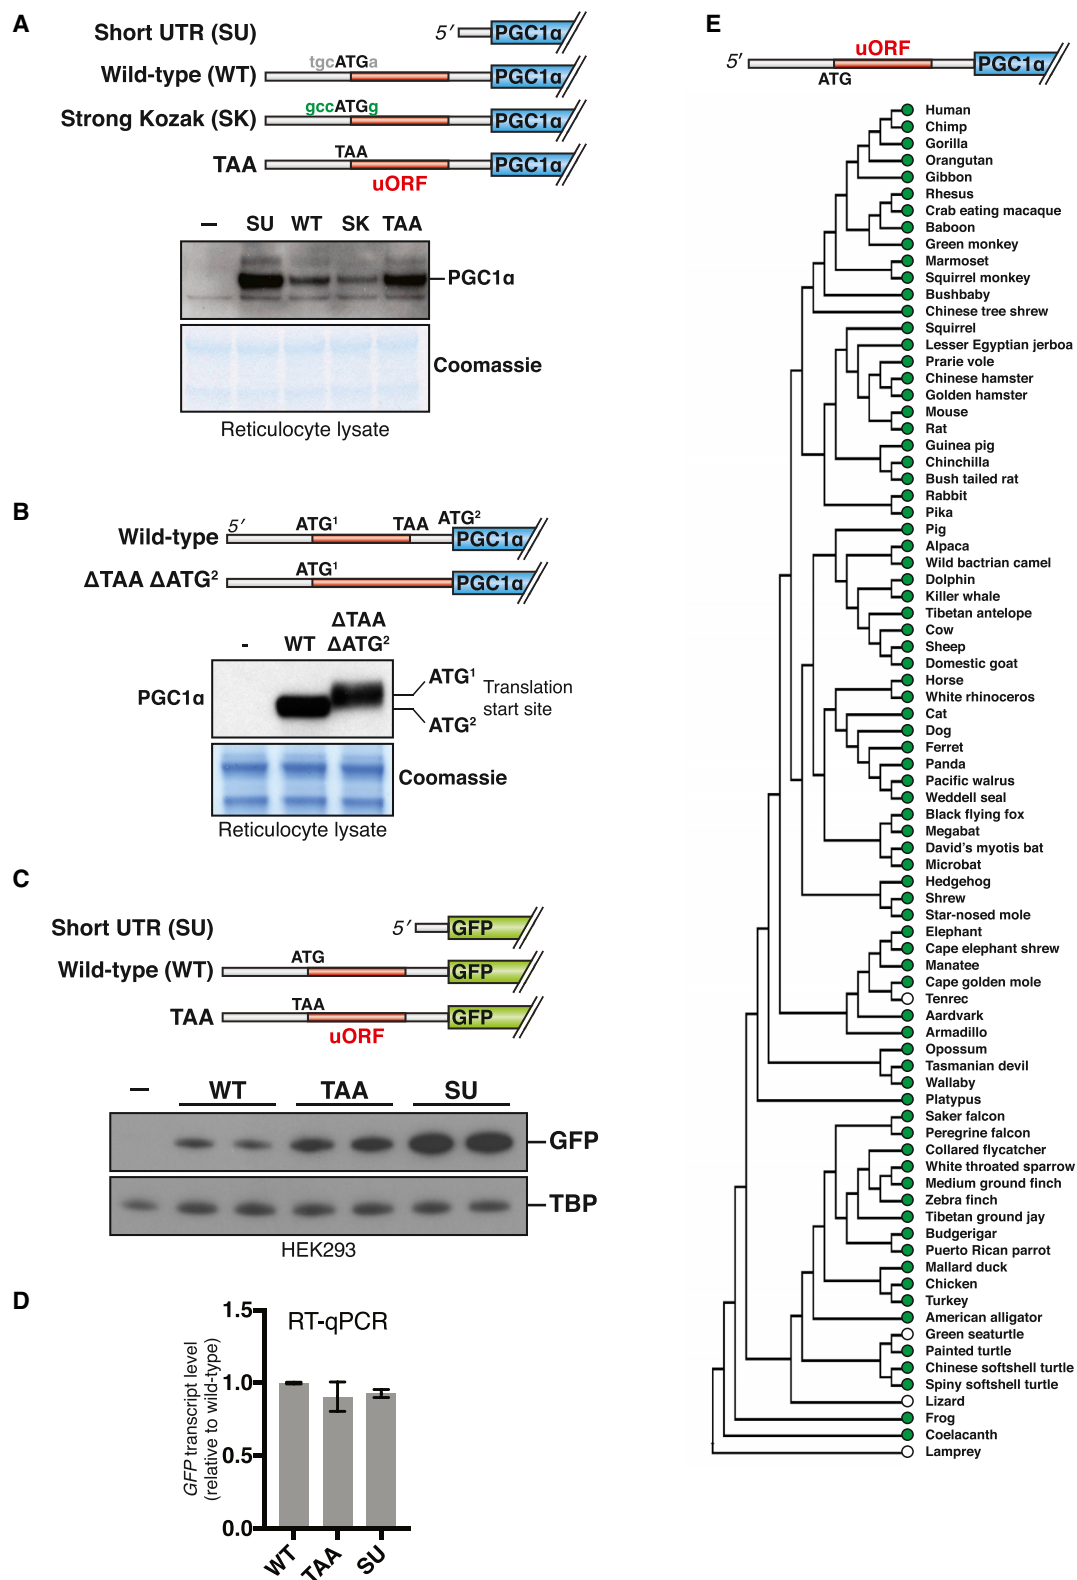 A
Short UTR (SU)
5′
PGC1α
tgcATGa
Wild-type (WT)
PGC1α
gccATGg
Strong Kozak (SK)
PGC1α
TAA
TAA
PGC1α
uORF
– SU WT SK TAA
PGC1α
Coomassie
Reticulocyte lysate
B
5′ ATG¹ TAA ATG²
Wild-type
PGC1α
ATG¹
ΔTAA ΔATG²
PGC1α
ΔTAA
- WT ΔATG²
PGC1α
ATG¹
Translation
start site
ATG²
Coomassie
Reticulocyte lysate
C
Short UTR (SU)
5′
GFP
ATG
Wild-type (WT)
GFP
TAA
TAA
GFP
uORF
– WT TAA SU
GFP
TBP
HEK293
D
RT-qPCR
GFP transcript level
(relative to wild-type)
1.5
1.0
0.5
0.0
WT
TAA
SU
E
uORF
5′
PGC1α
ATG
Human
Chimp
Gorilla
Orangutan
Gibbon
Rhesus
Crab eating macaque
Baboon
Green monkey
Marmoset
Squirrel monkey
Bushbaby
Chinese tree shrew
Squirrel
Lesser Egyptian jerboa
Prarie vole
Chinese hamster
Golden hamster
Mouse
Rat
Guinea pig
Chinchilla
Bush tailed rat
Rabbit
Pika
Pig
Alpaca
Wild bactrian camel
Dolphin
Killer whale
Tibetan antelope
Cow
Sheep
Domestic goat
Horse
White rhinoceros
Cat
Dog
Ferret
Panda
Pacific walrus
Weddell seal
Black flying fox
Megabat
David's myotis bat
Microbat
Hedgehog
Shrew
Star-nosed mole
Elephant
Cape elephant shrew
Manatee
Cape golden mole
Tenrec
Aardvark
Armadillo
Opossum
Tasmanian devil
Wallaby
Platypus
Saker falcon
Peregrine falcon
Collared flycatcher
White throated sparrow
Medium ground finch
Zebra finch
Tibetan ground jay
Budgerigar
Puerto Rican parrot
Mallard duck
Chicken
Turkey
American alligator
Green seaturtle
Painted turtle
Chinese softshell turtle
Spiny softshell turtle
Lizard
Frog
Coelacanth
Lamprey